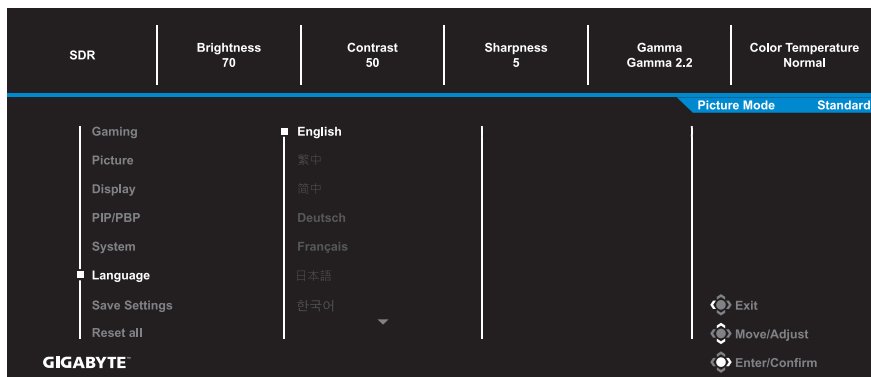 SDR
Brightness
70
Contrast
50
Sharpness
5
Gamma
Gamma 2.2
Color Temperature
Normal
Picture Mode Standard
Gaming
Picture
Display
PIP/PBP
System
Language
Save Settings
Reset all
English
繁中
简中
Deutsch
Français
日本語
한국어
Exit
Move/Adjust
Enter/Confirm
GIGABYTE™